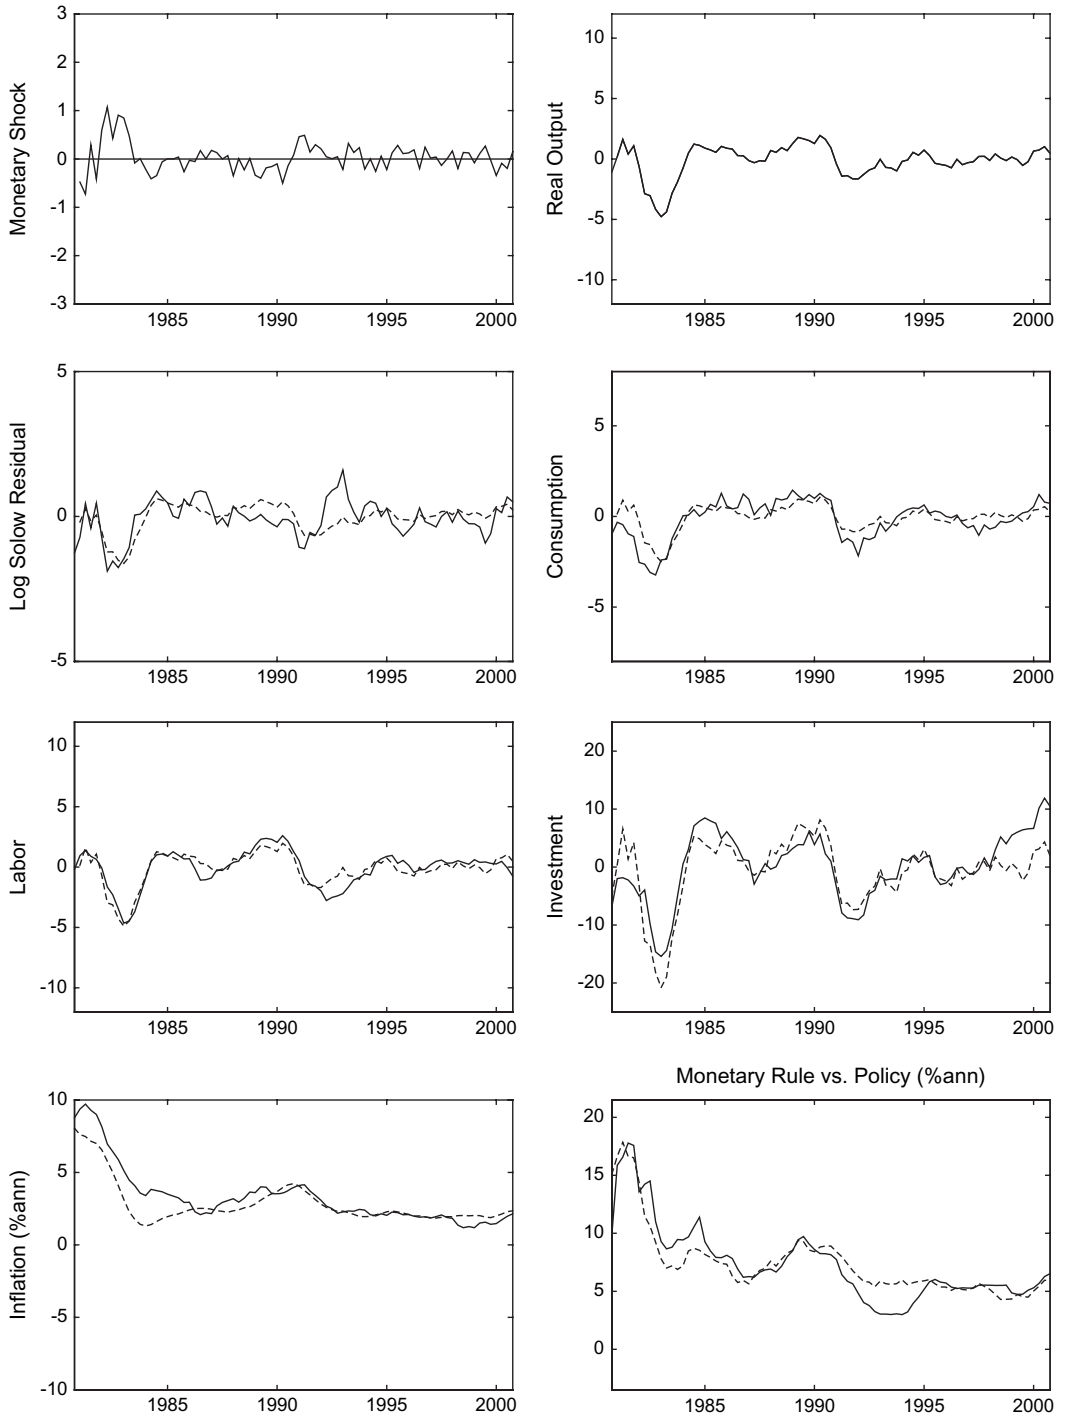 Monetary Shock
3
2
1
0
-1
-2
-3
1985 1990 1995 2000
Real Output
10
5
0
-5
-10
1985 1990 1995 2000
Log Solow Residual
5
0
-5
1985 1990 1995 2000
Consumption
5
0
-5
1985 1990 1995 2000
Labor
10
5
0
-5
-10
1985 1990 1995 2000
Investment
20
10
0
-10
-20
1985 1990 1995 2000
Inflation (%ann)
10
5
0
-5
-10
1985 1990 1995 2000
Monetary Rule vs. Policy (%ann)
20
15
10
5
0
1985 1990 1995 2000